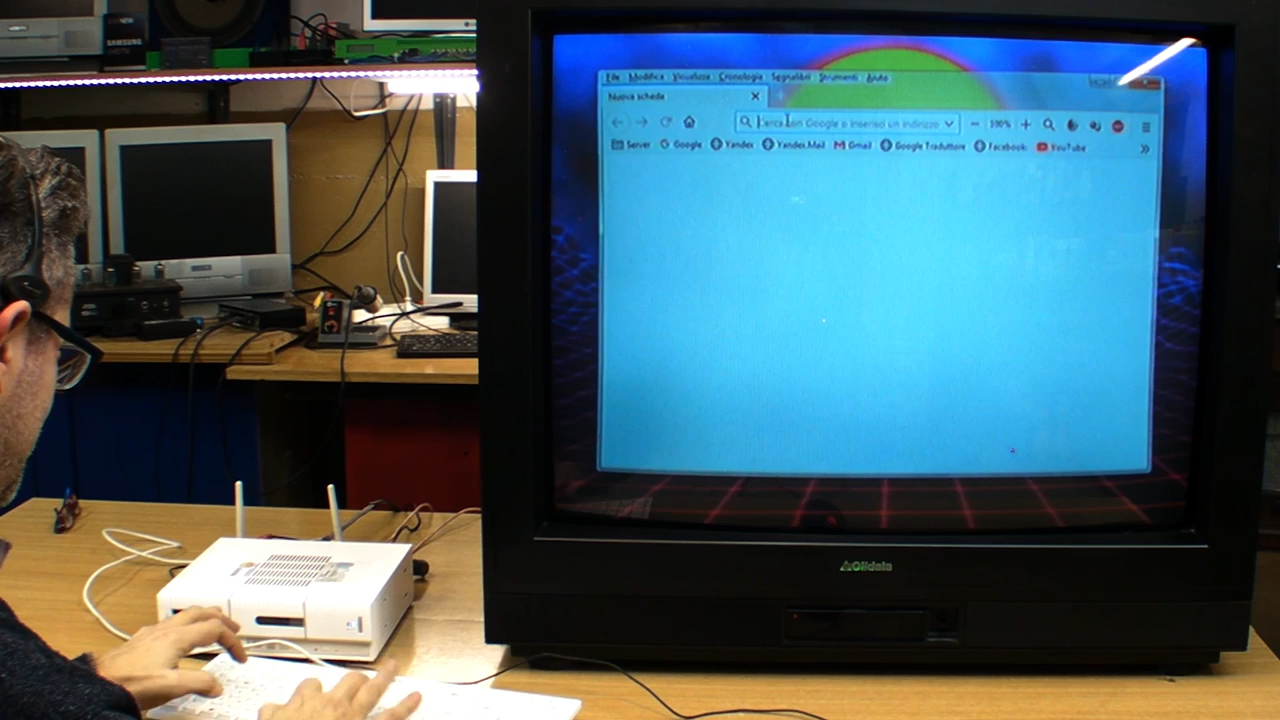 SAMSUNG
File Modifica Visualizza Cronologia Segnalibri Strumenti Aiuto
Nuova scheda
Cerca con Google o inserisci un indirizzo
100%
Server Google Yandex Yandex.Mail Gmail Google Traduttore Facebook YouTube
Olidata